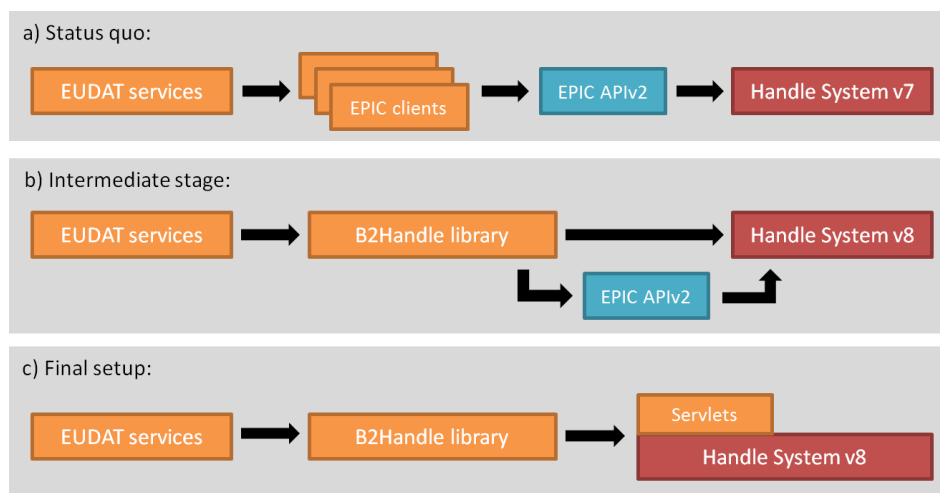 a) Status quo:
EUDAT services
EPIC clients
EPIC APIv2
Handle System v7
b) Intermediate stage:
EUDAT services
B2Handle library
Handle System v8
EPIC APIv2
c) Final setup:
EUDAT services
B2Handle library
Servlets
Handle System v8